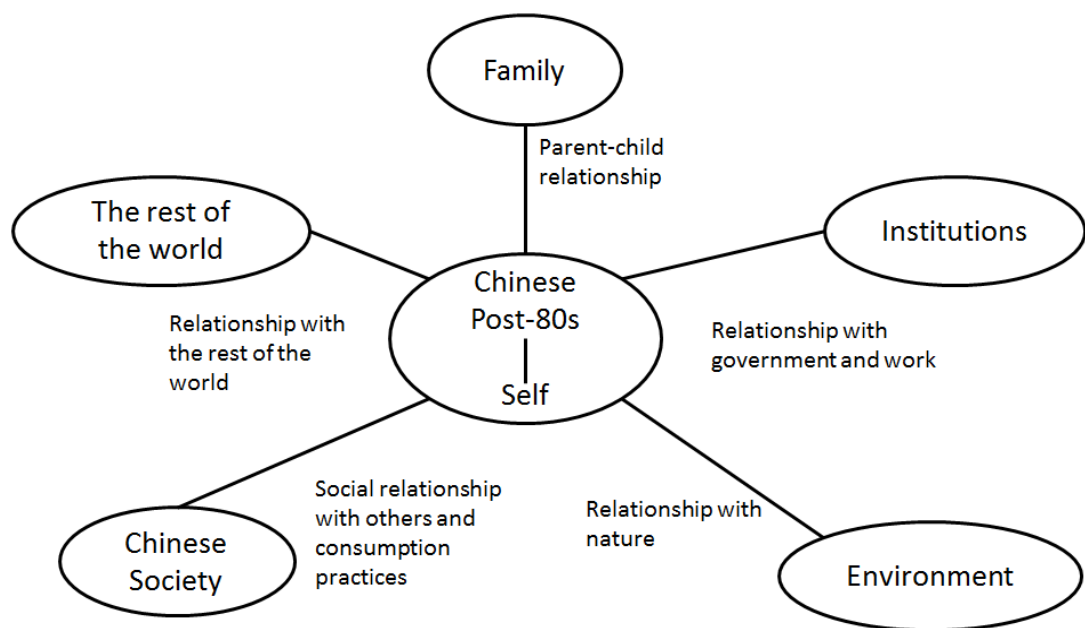 Family
Parent-child
relationship
The rest of
the world
Institutions
Chinese
Post-80s
Self
Relationship with
the rest of the
world
Relationship with
government and work
Social relationship
with others and
consumption
practices
Relationship with
nature
Chinese
Society
Environment